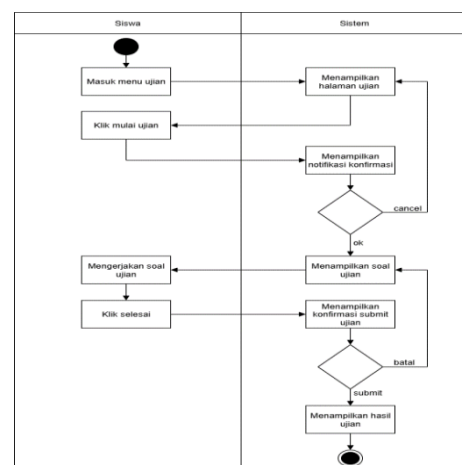 Siswa
Sistem
Masuk menu ujian
Menampilkan
halaman ujian
Klik mulai ujian
Menampilkan
notifikasi konfirmasi
cancel
ok
Mengerjakan soal
ujian
Menampilkan soal
ujian
Klik selesai
Menampilkan
konfirmasi submit
ujian
batal
submit
Menampilkan hasil
ujian